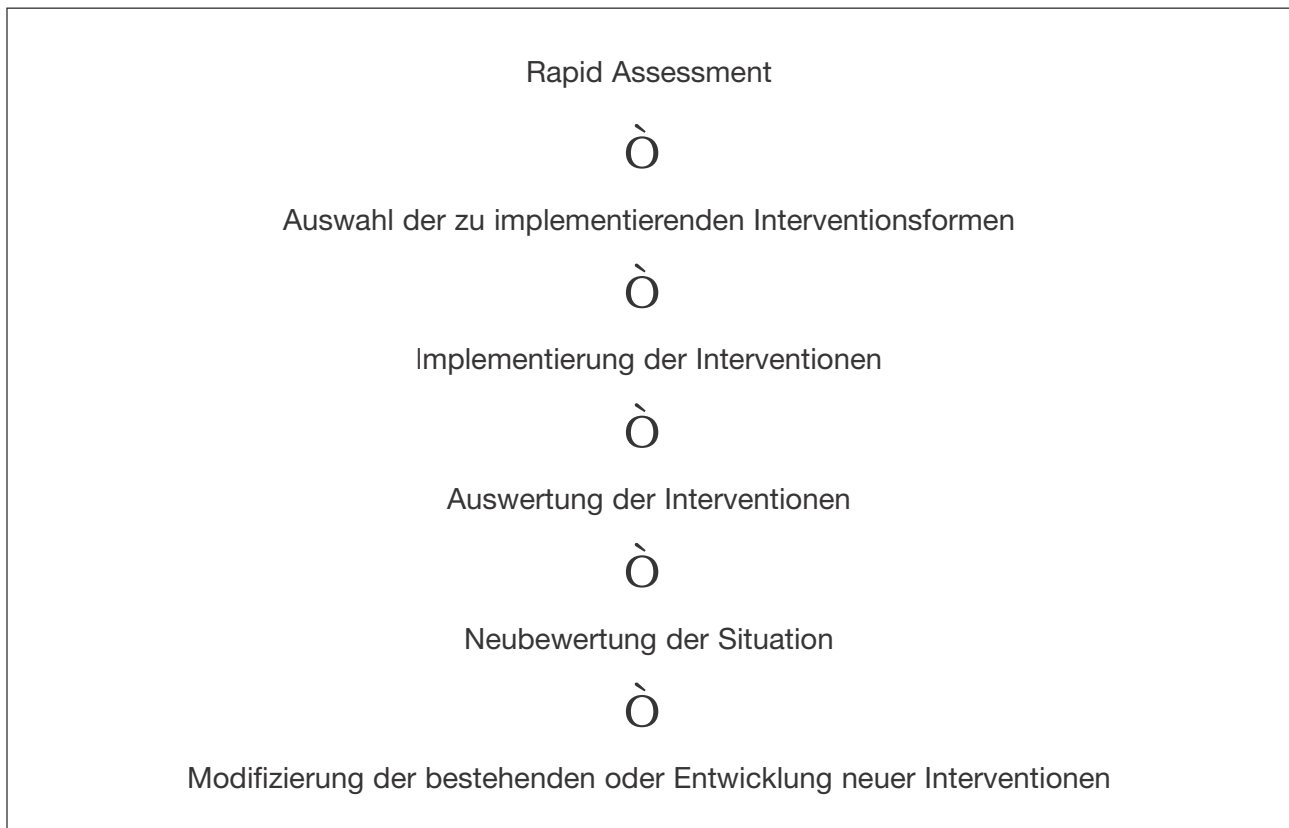 Rapid Assessment
Ò
Auswahl der zu implementierenden Interventionsformen
Ò
Implementierung der Interventionen
Ò
Auswertung der Interventionen
Ò
Neubewertung der Situation
Ò
Modifizierung der bestehenden oder Entwicklung neuer Interventionen